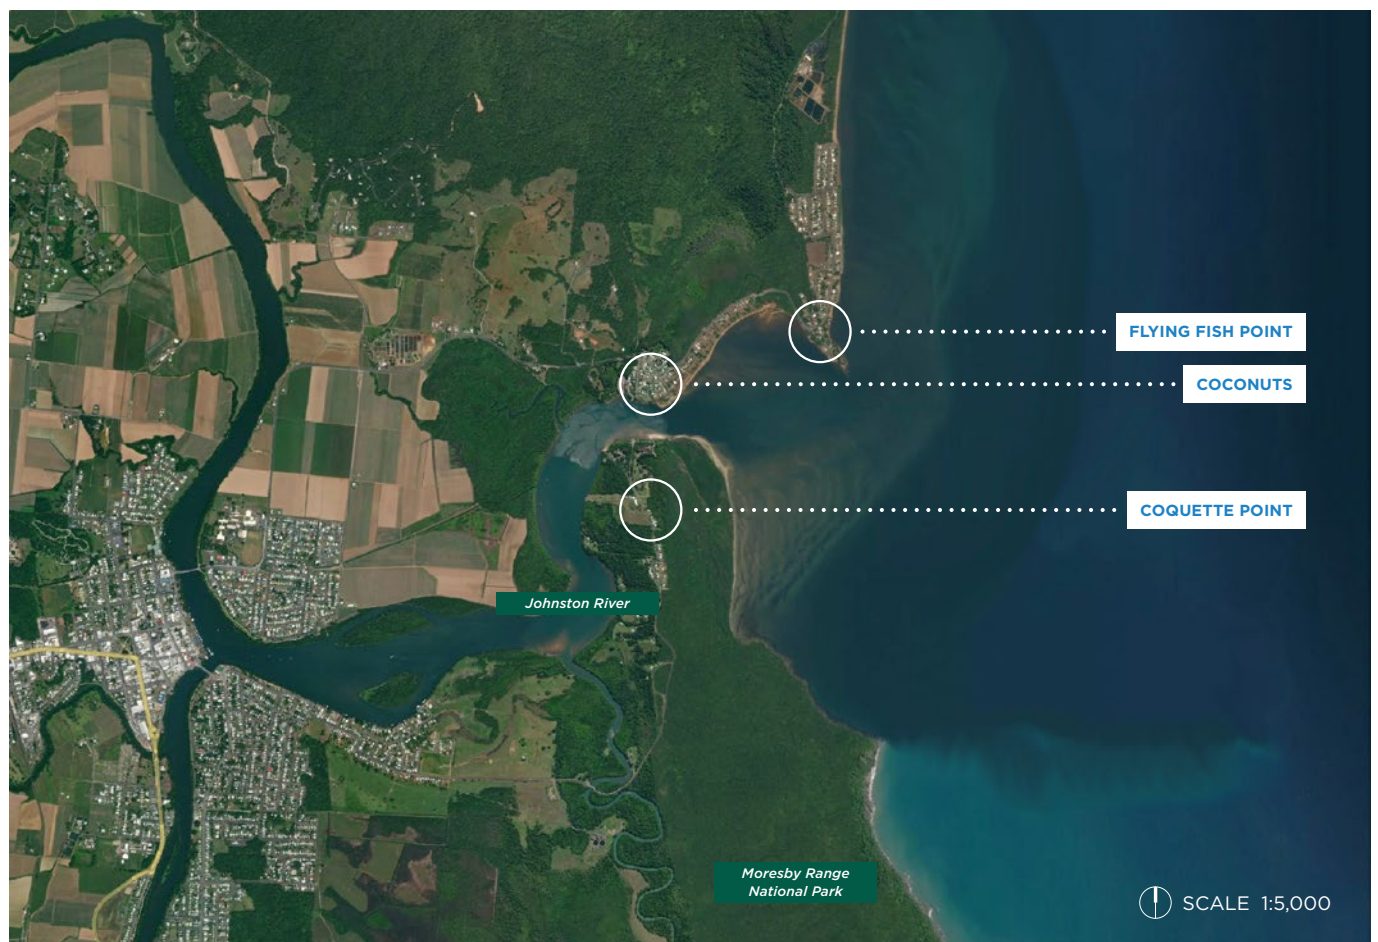 FLYING FISH POINT
COCONUTS
COQUETTE POINT
Johnston River
Moresby Range
National Park
SCALE 1:5,000